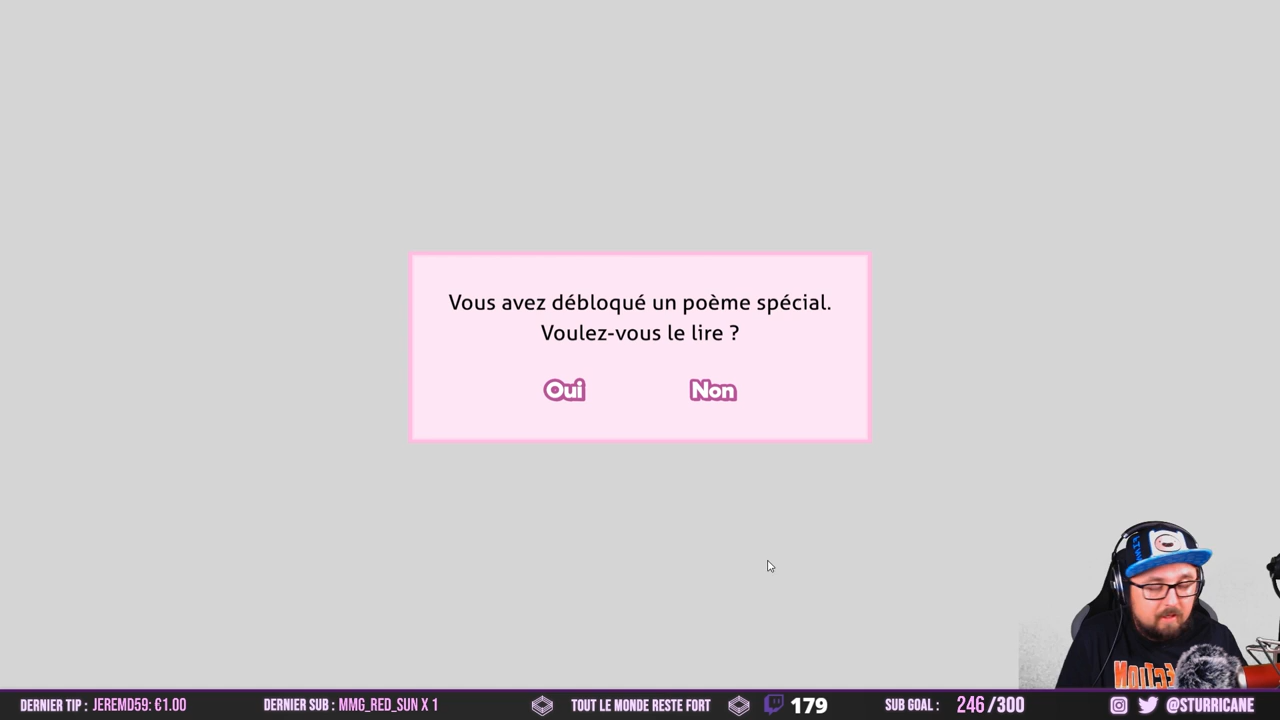 Vous avez débloqué un poème spécial.
Voulez-vous le lire ?
Oui Non
DERNIER TIP : JEREMD59: €1.00 DERNIER SUB : MMG_RED_SUN X 1 TOUT LE MONDE RESTE FORT 179 SUB GOAL : 246/300 @STURRICANE